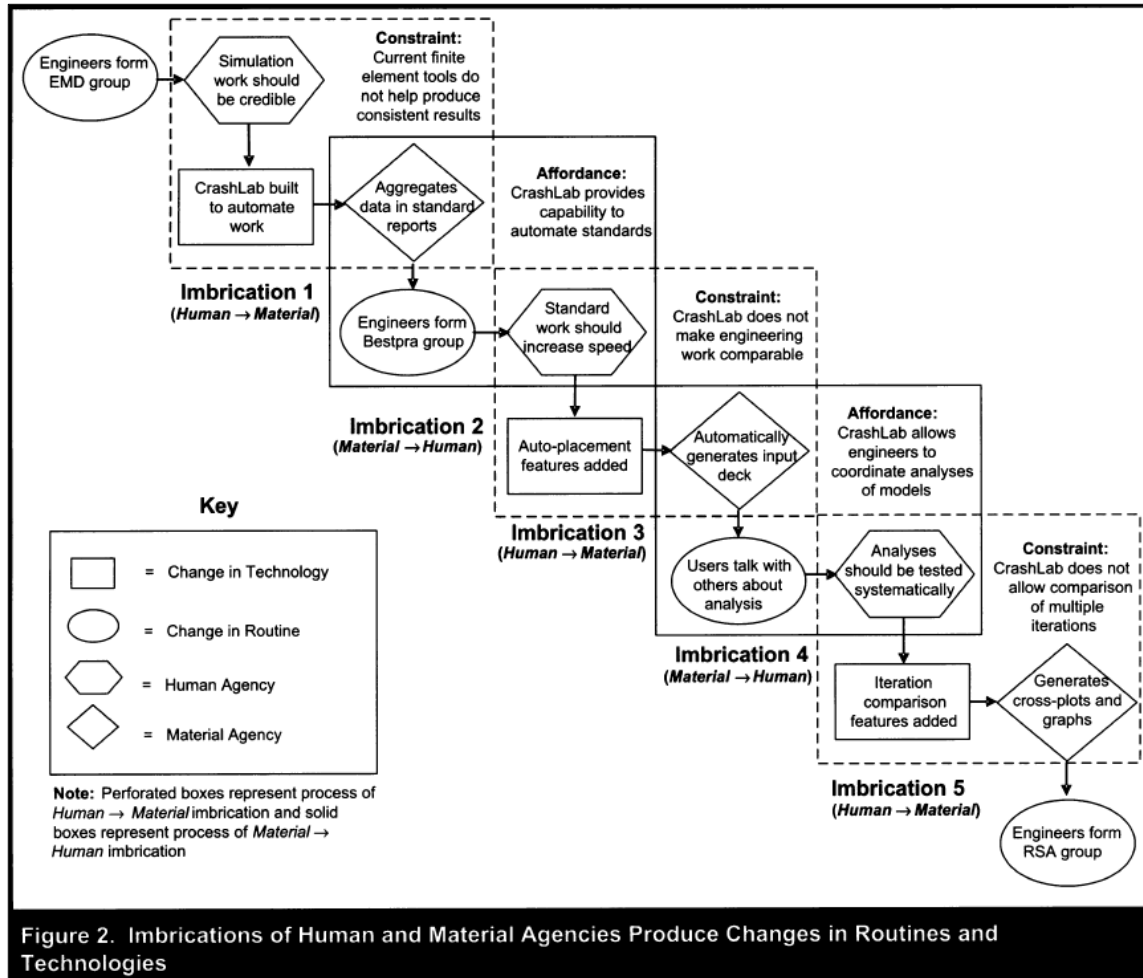 Engineers form
EMD group
Simulation
work should
be credible
Constraint:
Current finite
element tools do
not help produce
consistent results
CrashLab built
to automate
work
Aggregates
data in standard
reports
Affordance:
CrashLab provides
capability to
automate standards
Imbrication 1
(Human → Material)
Engineers form
Bestpra group
Standard
work should
increase speed
Constraint:
CrashLab does not
make engineering
work comparable
Imbrication 2
(Material → Human)
Auto-placement
features added
Automatically
generates input
deck
Affordance:
CrashLab allows
engineers to
coordinate analyses
of models
Imbrication 3
(Human → Material)
Users talk with
others about
analysis
Analyses
should be tested
systematically
Constraint:
CrashLab does not
allow comparison
of multiple
iterations
Imbrication 4
(Material → Human)
Iteration
comparison
features added
Generates
cross-plots and
graphs
Imbrication 5
(Human → Material)
Engineers form
RSA group
Key
= Change in Technology
= Change in Routine
= Human Agency
= Material Agency
Note: Perforated boxes represent process of
Human → Material imbrication and solid
boxes represent process of Material →
Human imbrication
Figure 2. Imbrications of Human and Material Agencies Produce Changes in Routines and
Technologies